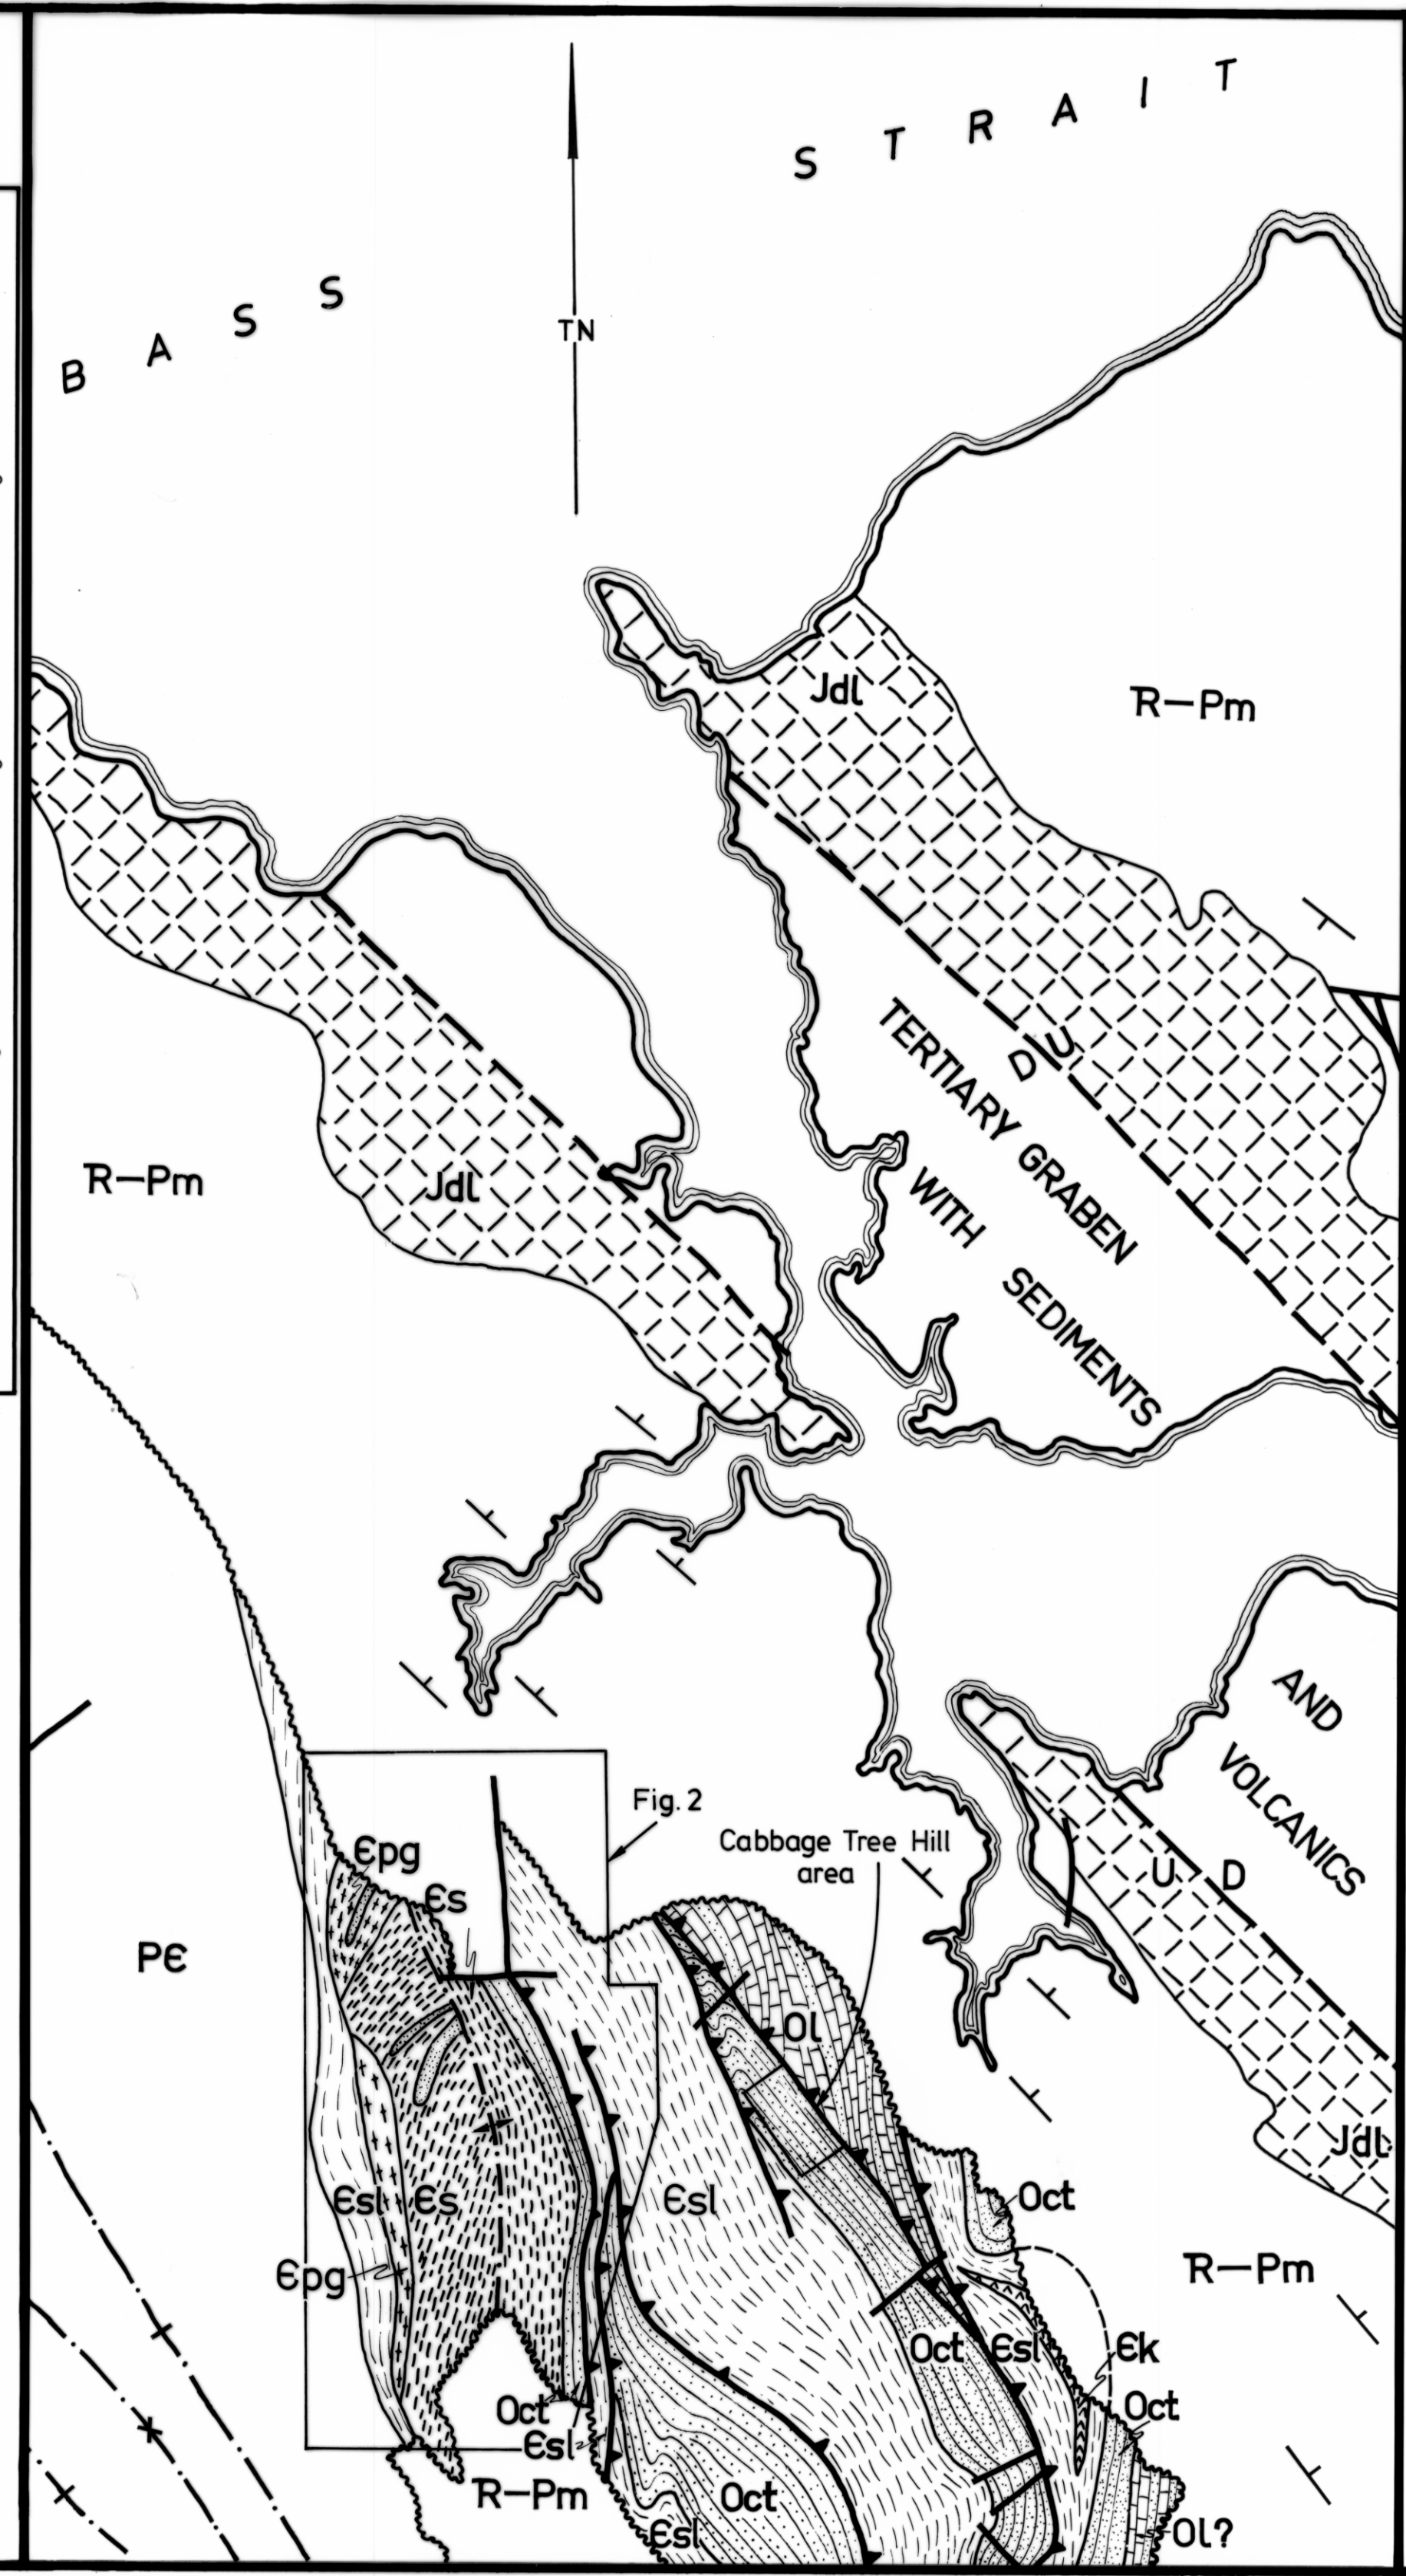 BASS STRAIT
TN
Jdl
Ꞧ-Pm
U
D
TERTIARY GRABEN
WITH SEDIMENTS
Ꞧ-Pm
Jdl
AND
VOLCANICS
Fig. 2
Cabbage Tree Hill
area
U D
Єpg
Єs
PЄ
Ol
Jdl
Єsl
Єs
Єsl
Oct
Єpg
Ꞧ-Pm
Oct
Єsl
Єk
Oct
Oct
Єsl
Ꞧ-Pm
Oct
Єsl
Ol?